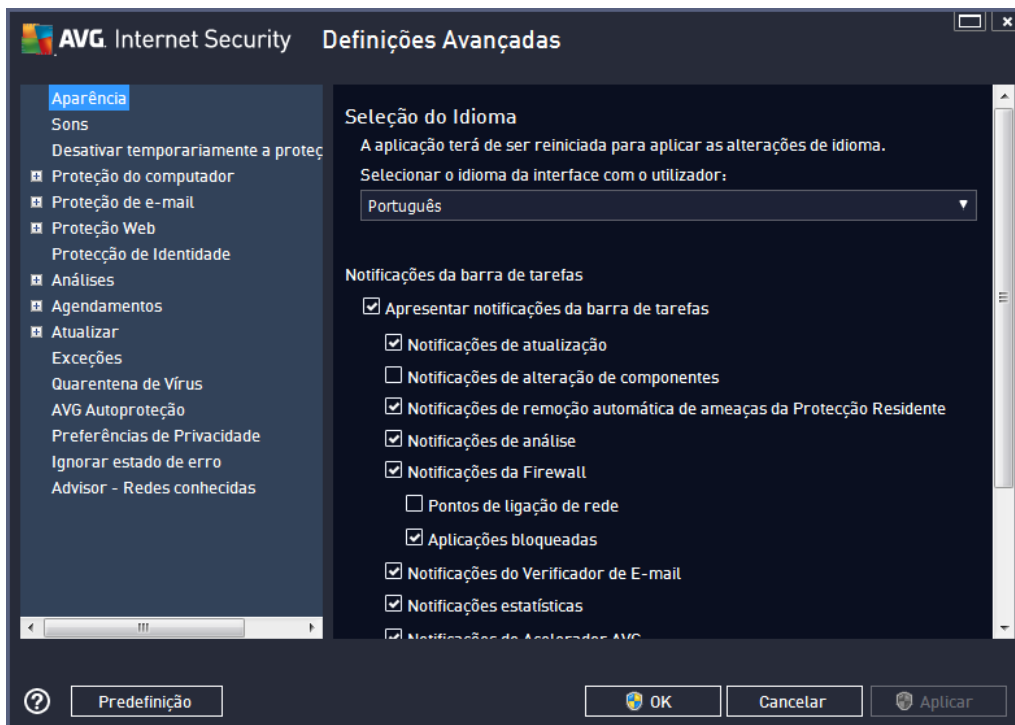 AVG. Internet Security
Definições Avançadas
Aparência
Sons
Desativar temporariamente a proteç
Proteção do computador
Proteção de e-mail
Proteção Web
Protecção de Identidade
Análises
Agendamentos
Atualizar
Exceções
Quarentena de Vírus
AVG Autoproteção
Preferências de Privacidade
Ignorar estado de erro
Advisor - Redes conhecidas
Seleção do Idioma
A aplicação terá de ser reiniciada para aplicar as alterações de idioma.
Selecionar o idioma da interface com o utilizador:
Português
Notificações da barra de tarefas
Apresentar notificações da barra de tarefas
Notificações de atualização
Notificações de alteração de componentes
Notificações de remoção automática de ameaças da Protecção Residente
Notificações de análise
Notificações da Firewall
Pontos de ligação de rede
Aplicações bloqueadas
Notificações do Verificador de E-mail
Notificações estatísticas
Notificações do Acelerador AVG
Predefinição
OK
Cancelar
Aplicar